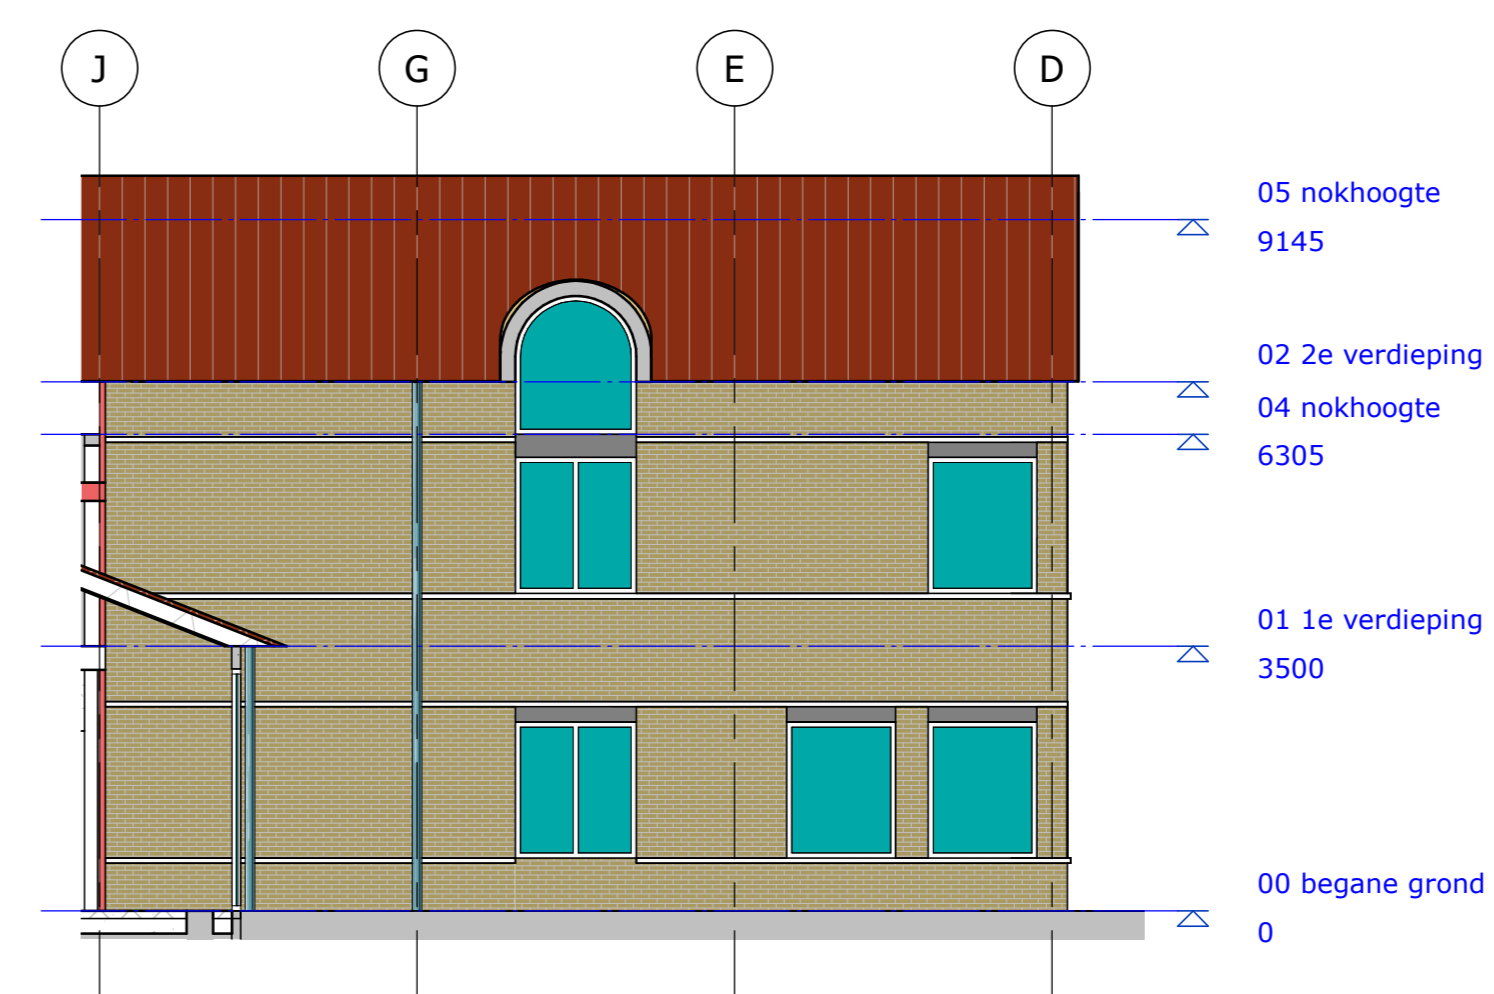 J G E D
05 nokhoogte
9145
02 2e verdieping
04 nokhoogte
6305
01 1e verdieping
3500
00 begane grond
0